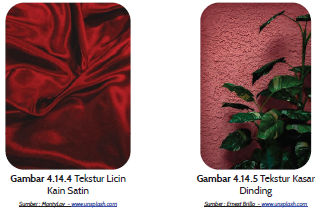 Gambar 4.14.4 Tekstur Licin
Kain Satin
Sumber : MontyLov - www.unsplash.com
Gambar 4.14.5 Tekstur Kasar
Dinding
Sumber : Ernest Brillo - www.unsplash.com